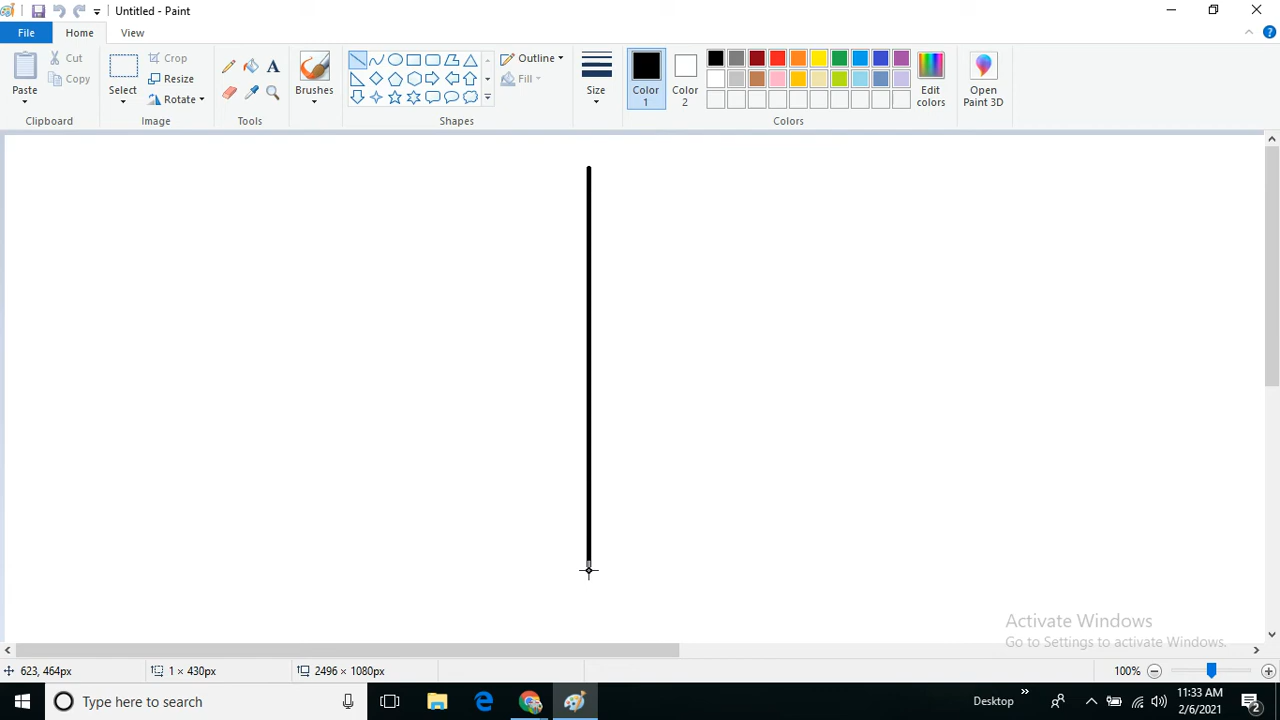 Untitled - Paint
File Home View
Paste
Cut
Copy
Clipboard
Select
Crop
Resize
Rotate
Image
Tools
Brushes
Shapes
Outline
Fill
Size
Color 1
Color 2
Colors
Edit colors
Open Paint 3D
Activate Windows
Go to Settings to activate Windows.
623, 464px
1 × 430px
2496 × 1080px
100%
Type here to search
Desktop
11:33 AM
2/6/2021
2